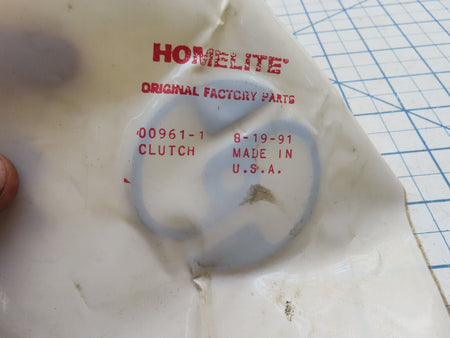 HOMELITE®
ORIGINAL FACTORY PARTS
00961-1 8-19-91
CLUTCH MADE IN
U.S.A.